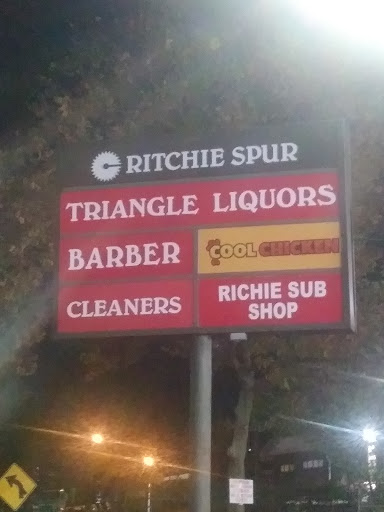 RITCHIE SPUR
TRIANGLE LIQUORS
BARBER
COOL CHICKEN
CLEANERS
RICHIE SUB
SHOP